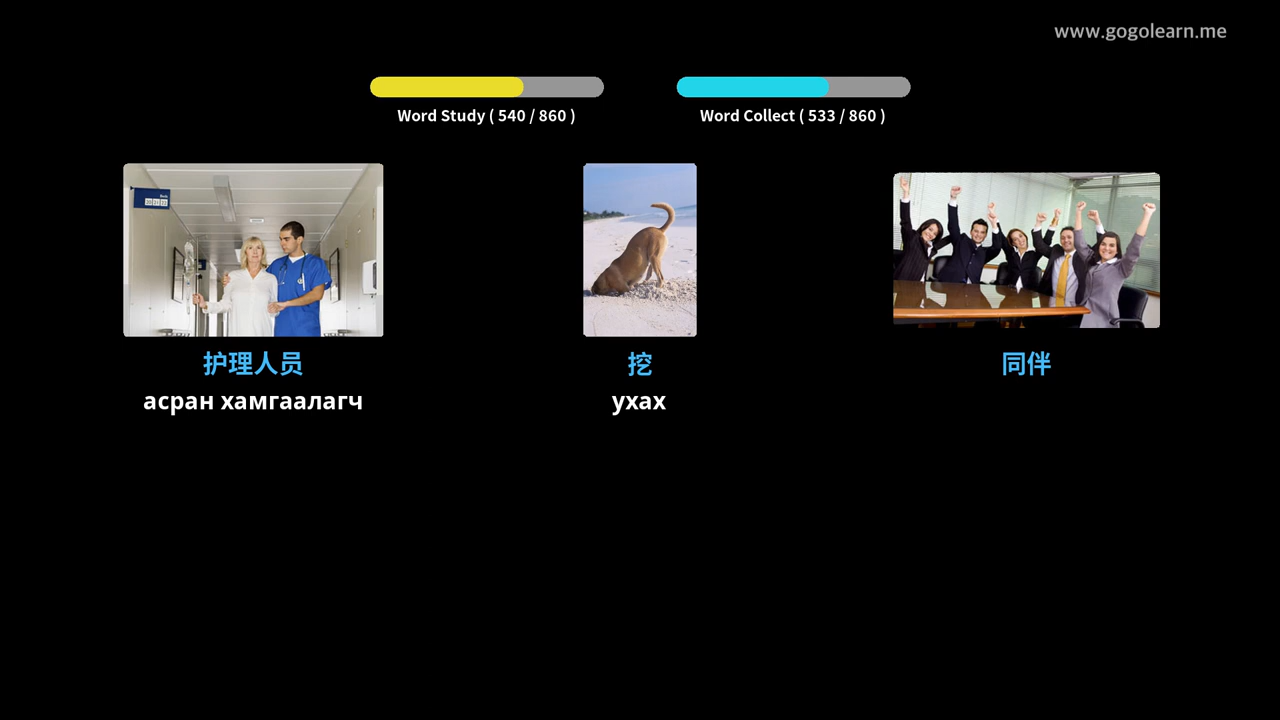 www.gogolearn.me
Word Study ( 540 / 860 )
Word Collect ( 533 / 860 )
护理人员
асран хамгаалагч
挖
ухах
同伴